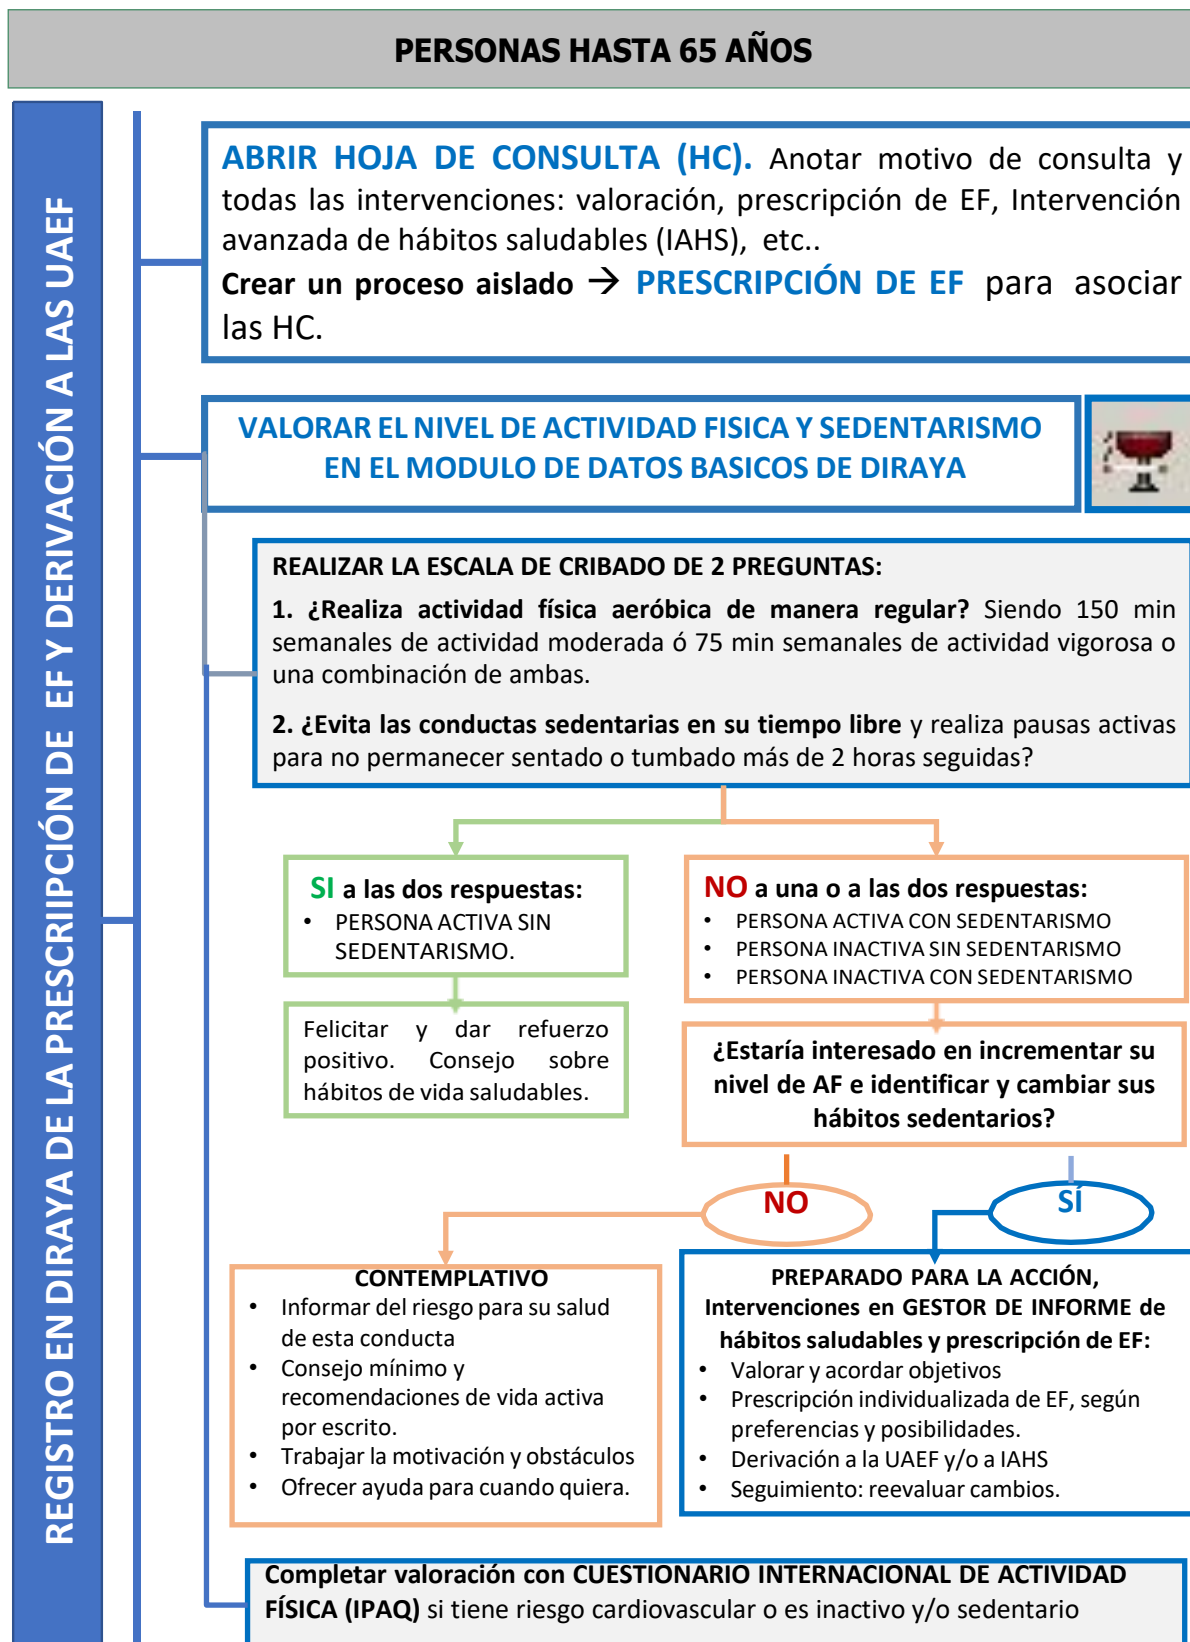 PERSONAS HASTA 65 AÑOS
REGISTRO EN DIRAYA DE LA PRESCRIIPCIÓN DE EF Y DERIVACIÓN A LAS UAEF
ABRIR HOJA DE CONSULTA (HC). Anotar motivo de consulta y
todas las intervenciones: valoración, prescripción de EF, Intervención
avanzada de hábitos saludables (IAHS), etc..
Crear un proceso aislado → PRESCRIPCIÓN DE EF para asociar
las HC.
VALORAR EL NIVEL DE ACTIVIDAD FISICA Y SEDENTARISMO
EN EL MODULO DE DATOS BASICOS DE DIRAYA
REALIZAR LA ESCALA DE CRIBADO DE 2 PREGUNTAS:
1. ¿Realiza actividad física aeróbica de manera regular? Siendo 150 min
semanales de actividad moderada ó 75 min semanales de actividad vigorosa o
una combinación de ambas.
2. ¿Evita las conductas sedentarias en su tiempo libre y realiza pausas activas
para no permanecer sentado o tumbado más de 2 horas seguidas?
SI a las dos respuestas:
• PERSONA ACTIVA SIN
SEDENTARISMO.
Felicitar y dar refuerzo
positivo. Consejo sobre
hábitos de vida saludables.
NO a una o a las dos respuestas:
• PERSONA ACTIVA CON SEDENTARISMO
• PERSONA INACTIVA SIN SEDENTARISMO
• PERSONA INACTIVA CON SEDENTARISMO
¿Estaría interesado en incrementar su
nivel de AF e identificar y cambiar sus
hábitos sedentarios?
NO
SÍ
CONTEMPLATIVO
• Informar del riesgo para su salud
de esta conducta
• Consejo mínimo y
recomendaciones de vida activa
por escrito.
• Trabajar la motivación y obstáculos
• Ofrecer ayuda para cuando quiera.
PREPARADO PARA LA ACCIÓN,
Intervenciones en GESTOR DE INFORME de
hábitos saludables y prescripción de EF:
• Valorar y acordar objetivos
• Prescripción individualizada de EF, según
preferencias y posibilidades.
• Derivación a la UAEF y/o a IAHS
• Seguimiento: reevaluar cambios.
Completar valoración con CUESTIONARIO INTERNACIONAL DE ACTIVIDAD
FÍSICA (IPAQ) si tiene riesgo cardiovascular o es inactivo y/o sedentario